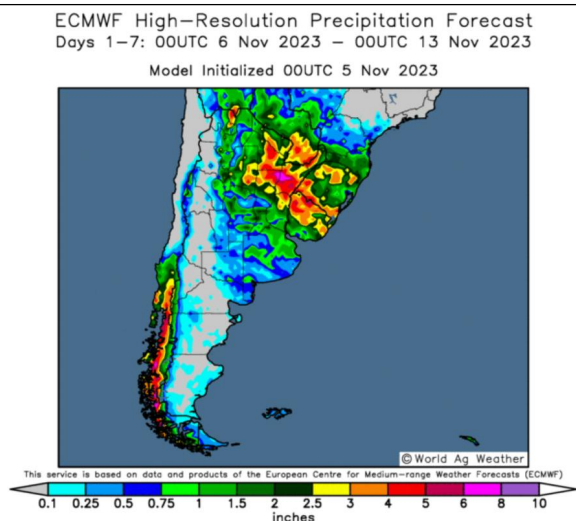 ECMWF High-Resolution Precipitation Forecast
Days 1-7: 00UTC 6 Nov 2023 - 00UTC 13 Nov 2023
Model Initialized 00UTC 5 Nov 2023
© World Ag Weather
This service is based on data and products of the European Centre for Medium-range Weather Forecasts (ECMWF)
0.1 0.25 0.5 0.75 1 1.5 2 2.5 3 4 5 6 8 10
inches